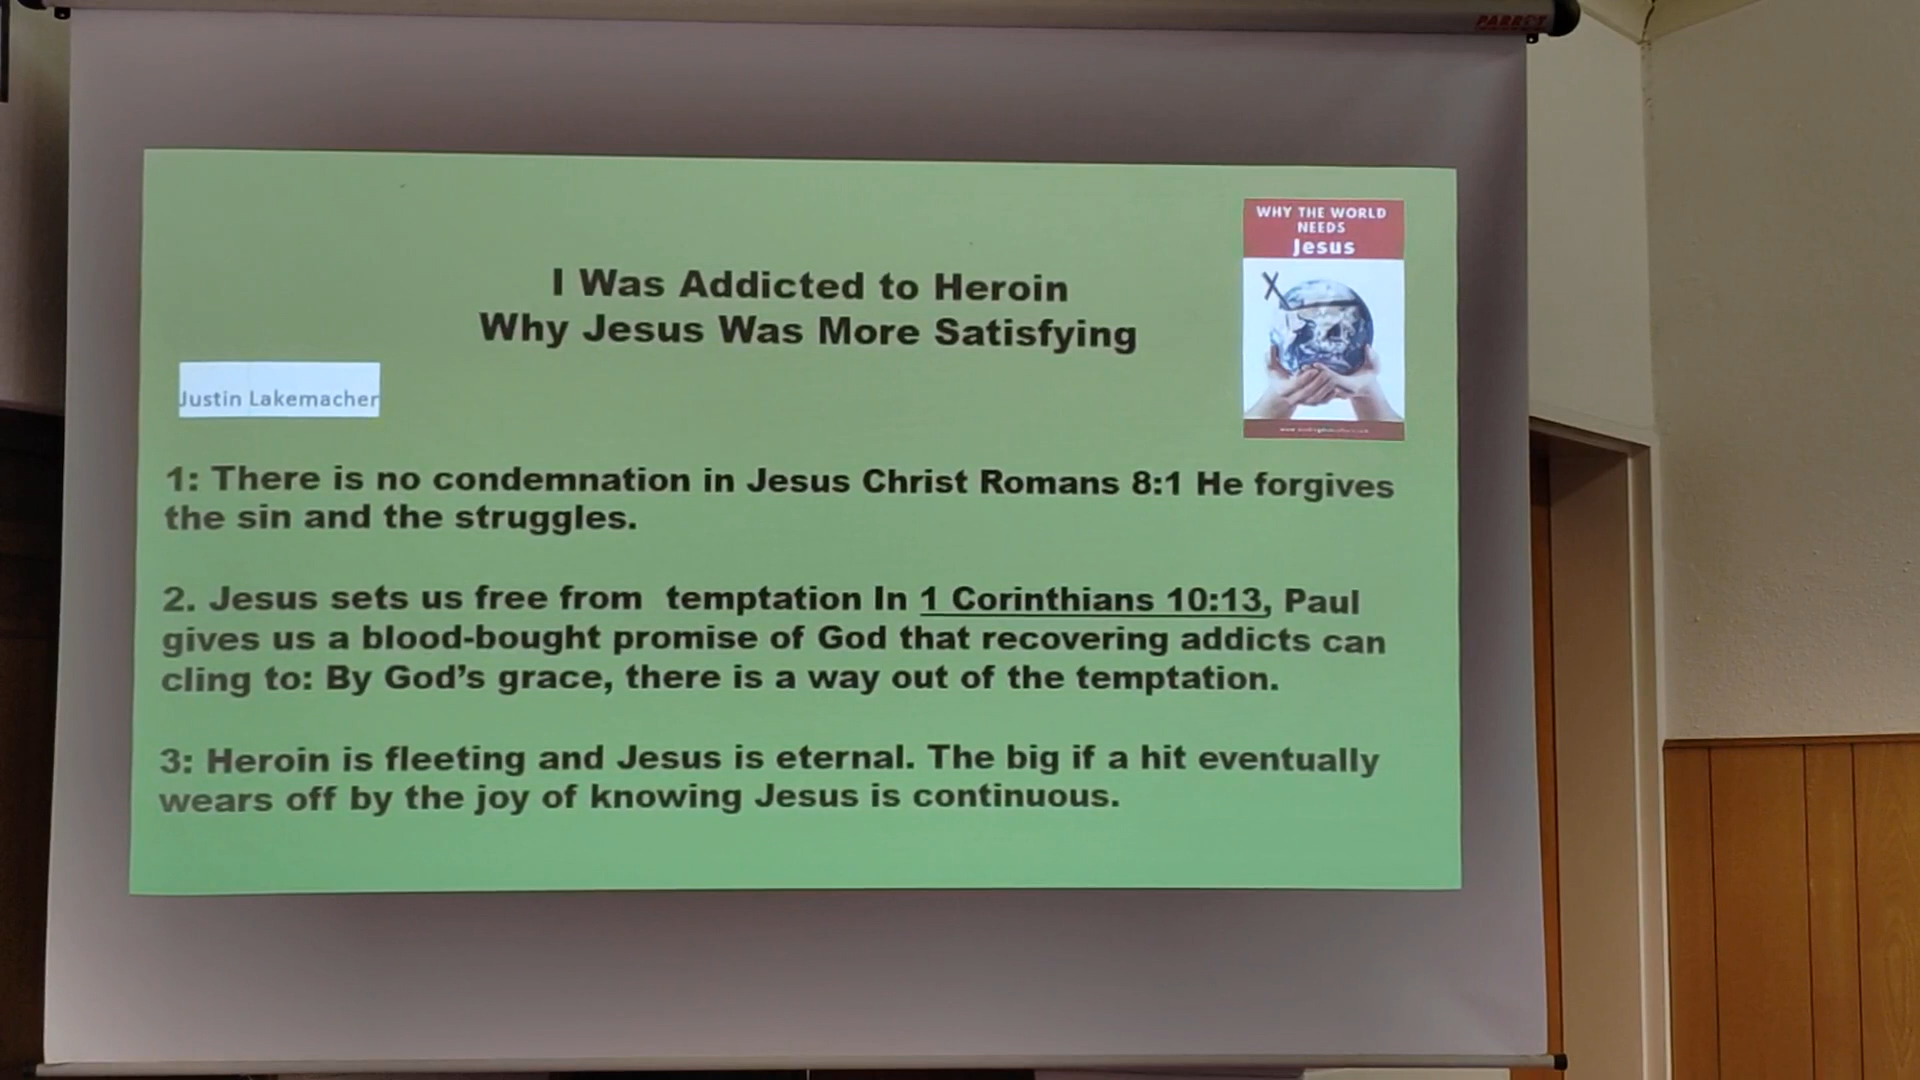 PARROT
WHY THE WORLD
NEEDS
Jesus
I Was Addicted to Heroin
Why Jesus Was More Satisfying
Justin Lakemacher
1: There is no condemnation in Jesus Christ Romans 8:1 He forgives
the sin and the struggles.
2. Jesus sets us free from temptation In 1 Corinthians 10:13, Paul
gives us a blood-bought promise of God that recovering addicts can
cling to: By God’s grace, there is a way out of the temptation.
3: Heroin is fleeting and Jesus is eternal. The big if a hit eventually
wears off by the joy of knowing Jesus is continuous.